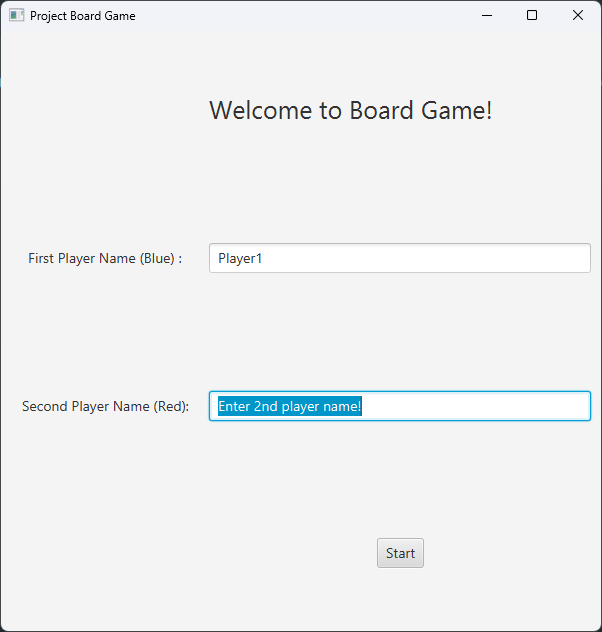 Project Board Game
Welcome to Board Game!
First Player Name (Blue) :
Player1
Second Player Name (Red):
Enter 2nd player name!
Start